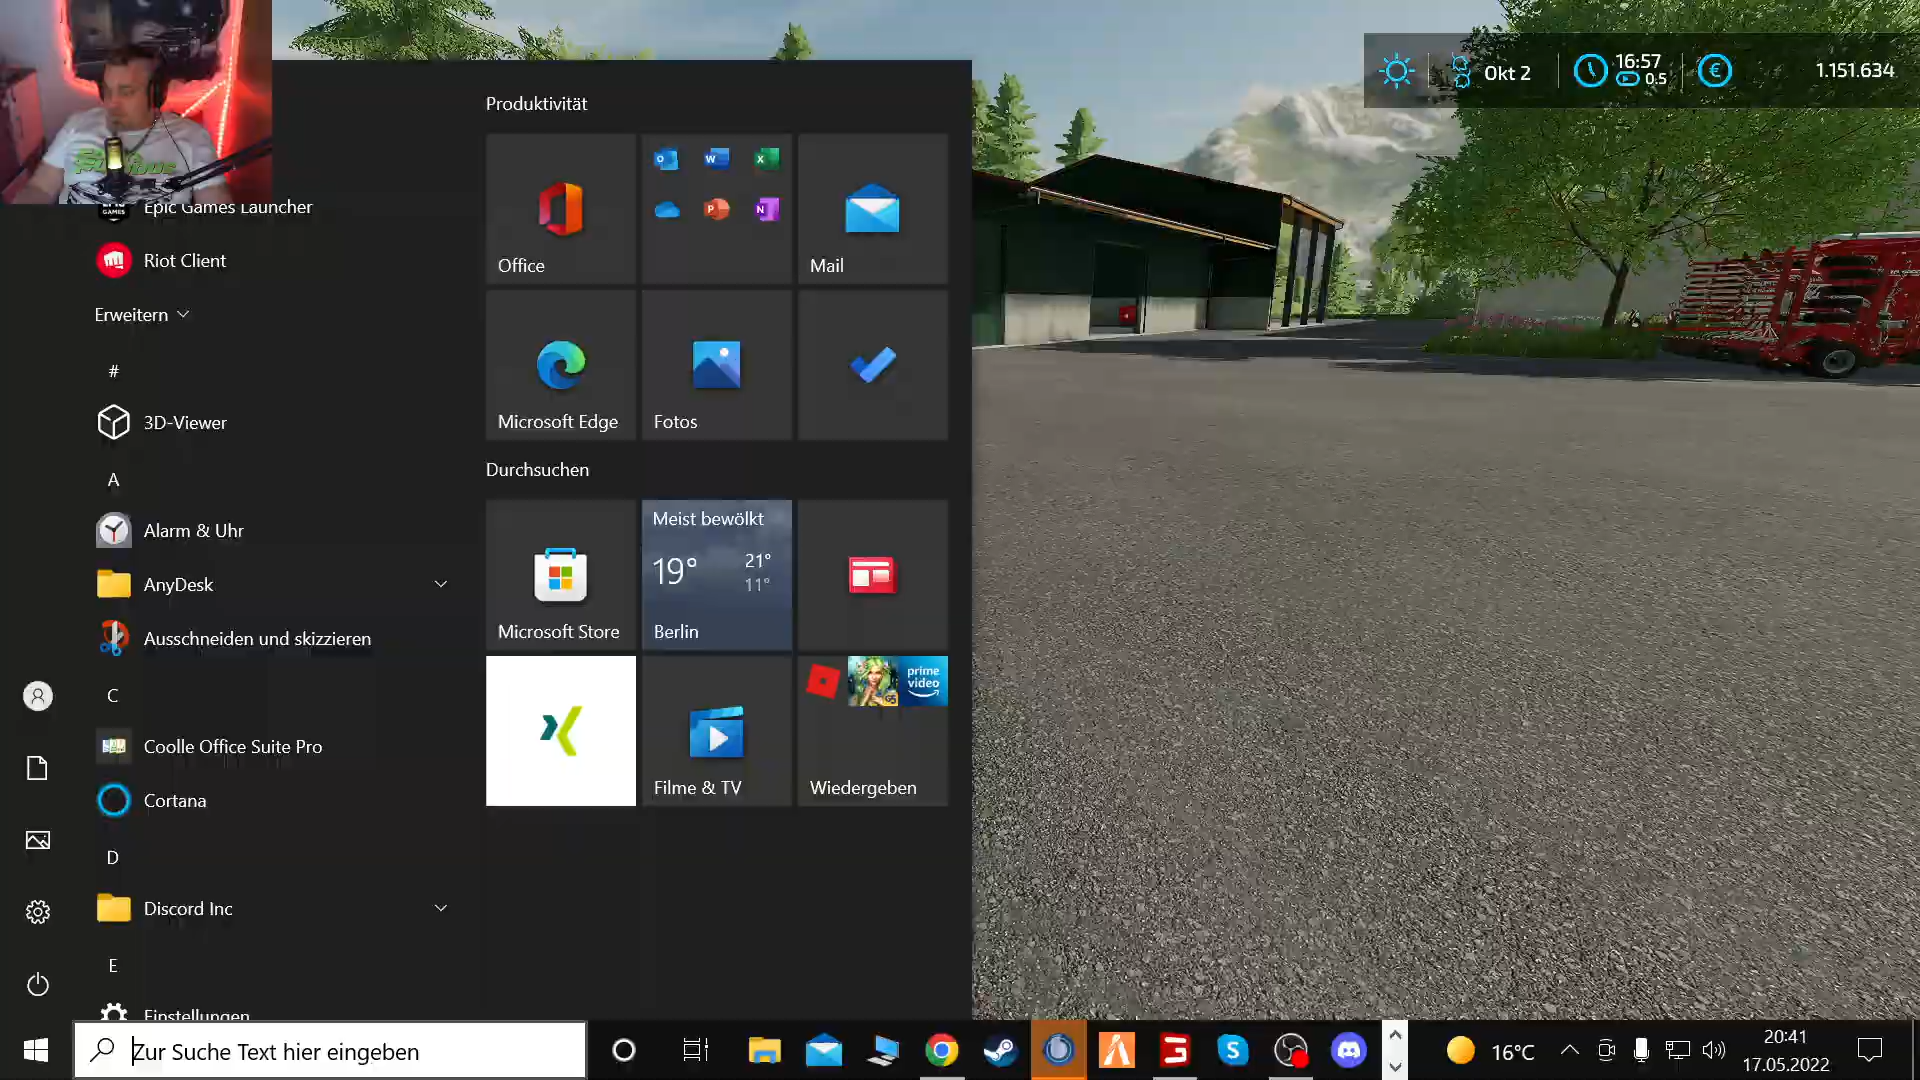 Okt 2
16:57
0.5
€
1.151.634
Epic Games Launcher
Riot Client
Erweitern
#
3D-Viewer
A
Alarm & Uhr
AnyDesk
Ausschneiden und skizzieren
C
Coolle Office Suite Pro
Cortana
D
Discord Inc
E
Einstellungen
Produktivität
Office
Mail
Microsoft Edge
Fotos
Durchsuchen
Microsoft Store
Meist bewölkt
19°
21°
11°
Berlin
prime
video
Filme & TV
Wiedergeben
Zur Suche Text hier eingeben
16°C
20:41
17.05.2022